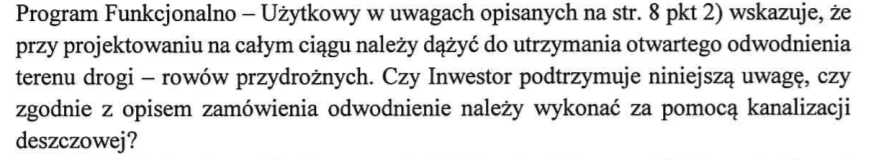 Program Funkcjonalno – Użytkowy w uwagach opisanych na str. 8 pkt 2) wskazuje, że
przy projektowaniu na całym ciągu należy dążyć do utrzymania otwartego odwodnienia
terenu drogi – rowów przydrożnych. Czy Inwestor podtrzymuje niniejszą uwagę, czy
zgodnie z opisem zamówienia odwodnienie należy wykonać za pomocą kanalizacji
deszczowej?